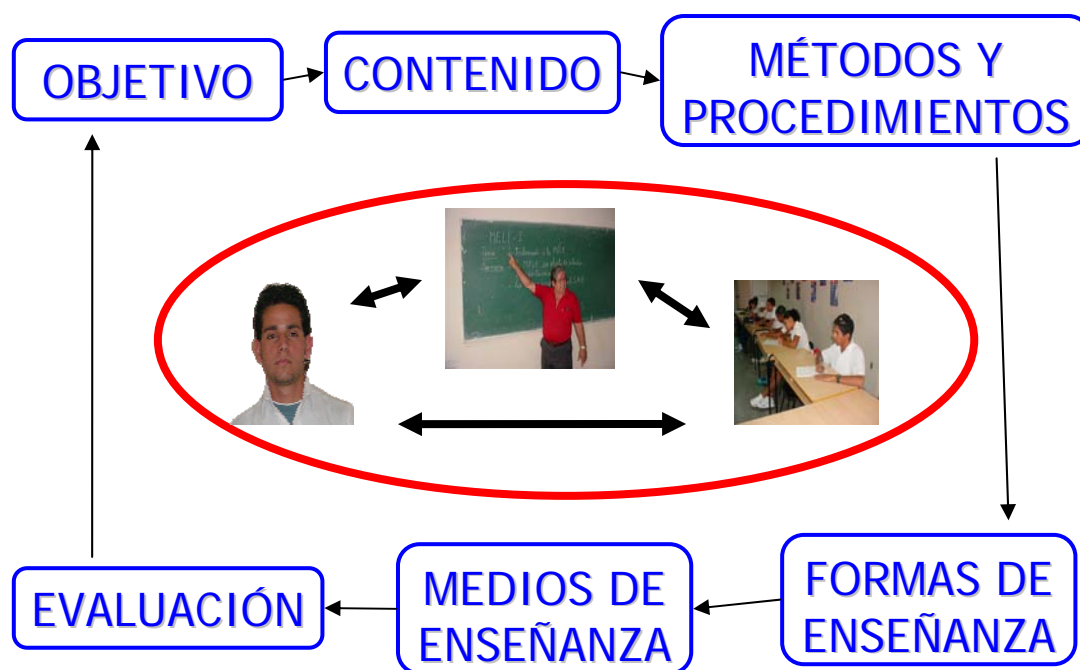 OBJETIVO
CONTENIDO
MÉTODOS Y
PROCEDIMIENTOS
FORMAS DE
ENSEÑANZA
MEDIOS DE
ENSEÑANZA
EVALUACIÓN